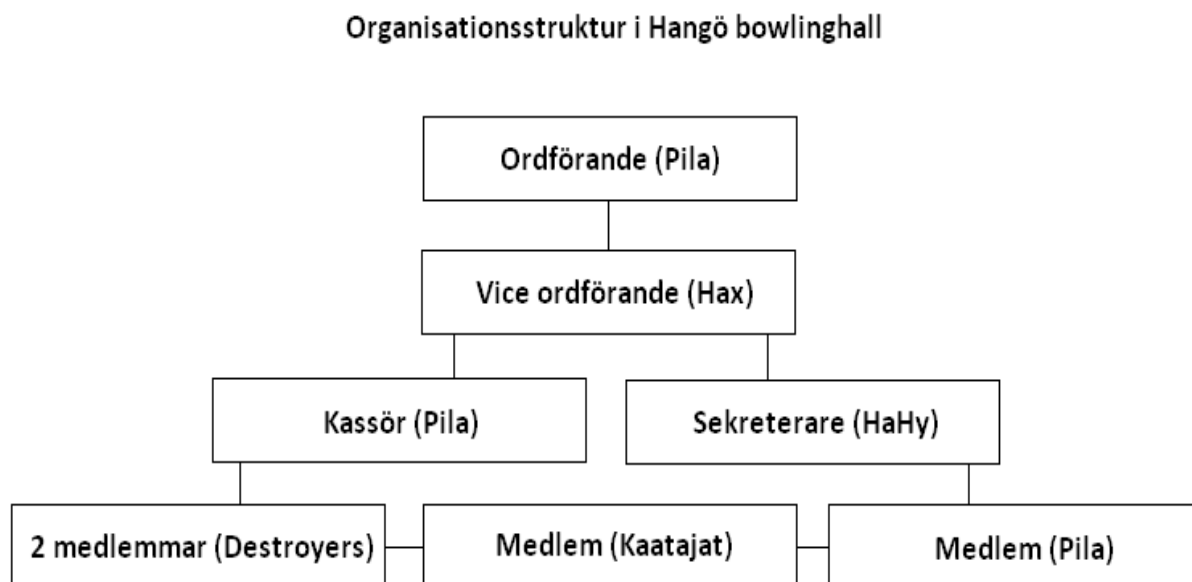 Organisationsstruktur i Hangö bowlinghall
Ordförande (Pila)
Vice ordförande (Hax)
Kassör (Pila)
Sekreterare (HaHy)
2 medlemmar (Destroyers)
Medlem (Kaatajat)
Medlem (Pila)